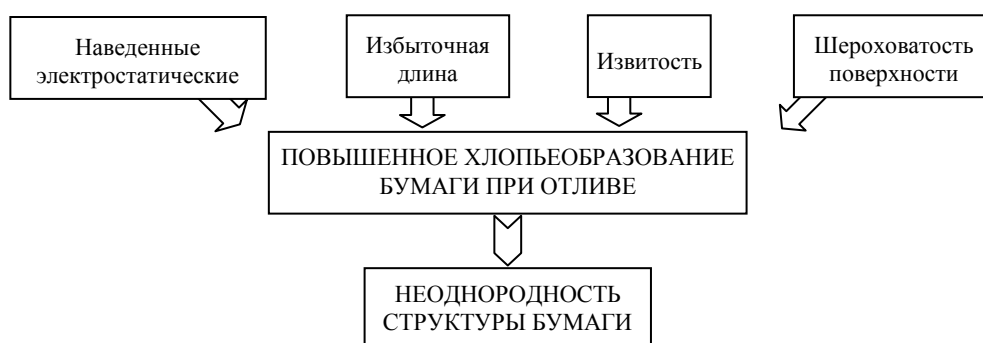 Наведенные
электростатические
Избыточная
длина
Извитость
Шероховатость
поверхности
ПОВЫШЕННОЕ ХЛОПЬЕОБРАЗОВАНИЕ
БУМАГИ ПРИ ОТЛИВЕ
НЕОДНОРОДНОСТЬ
СТРУКТУРЫ БУМАГИ